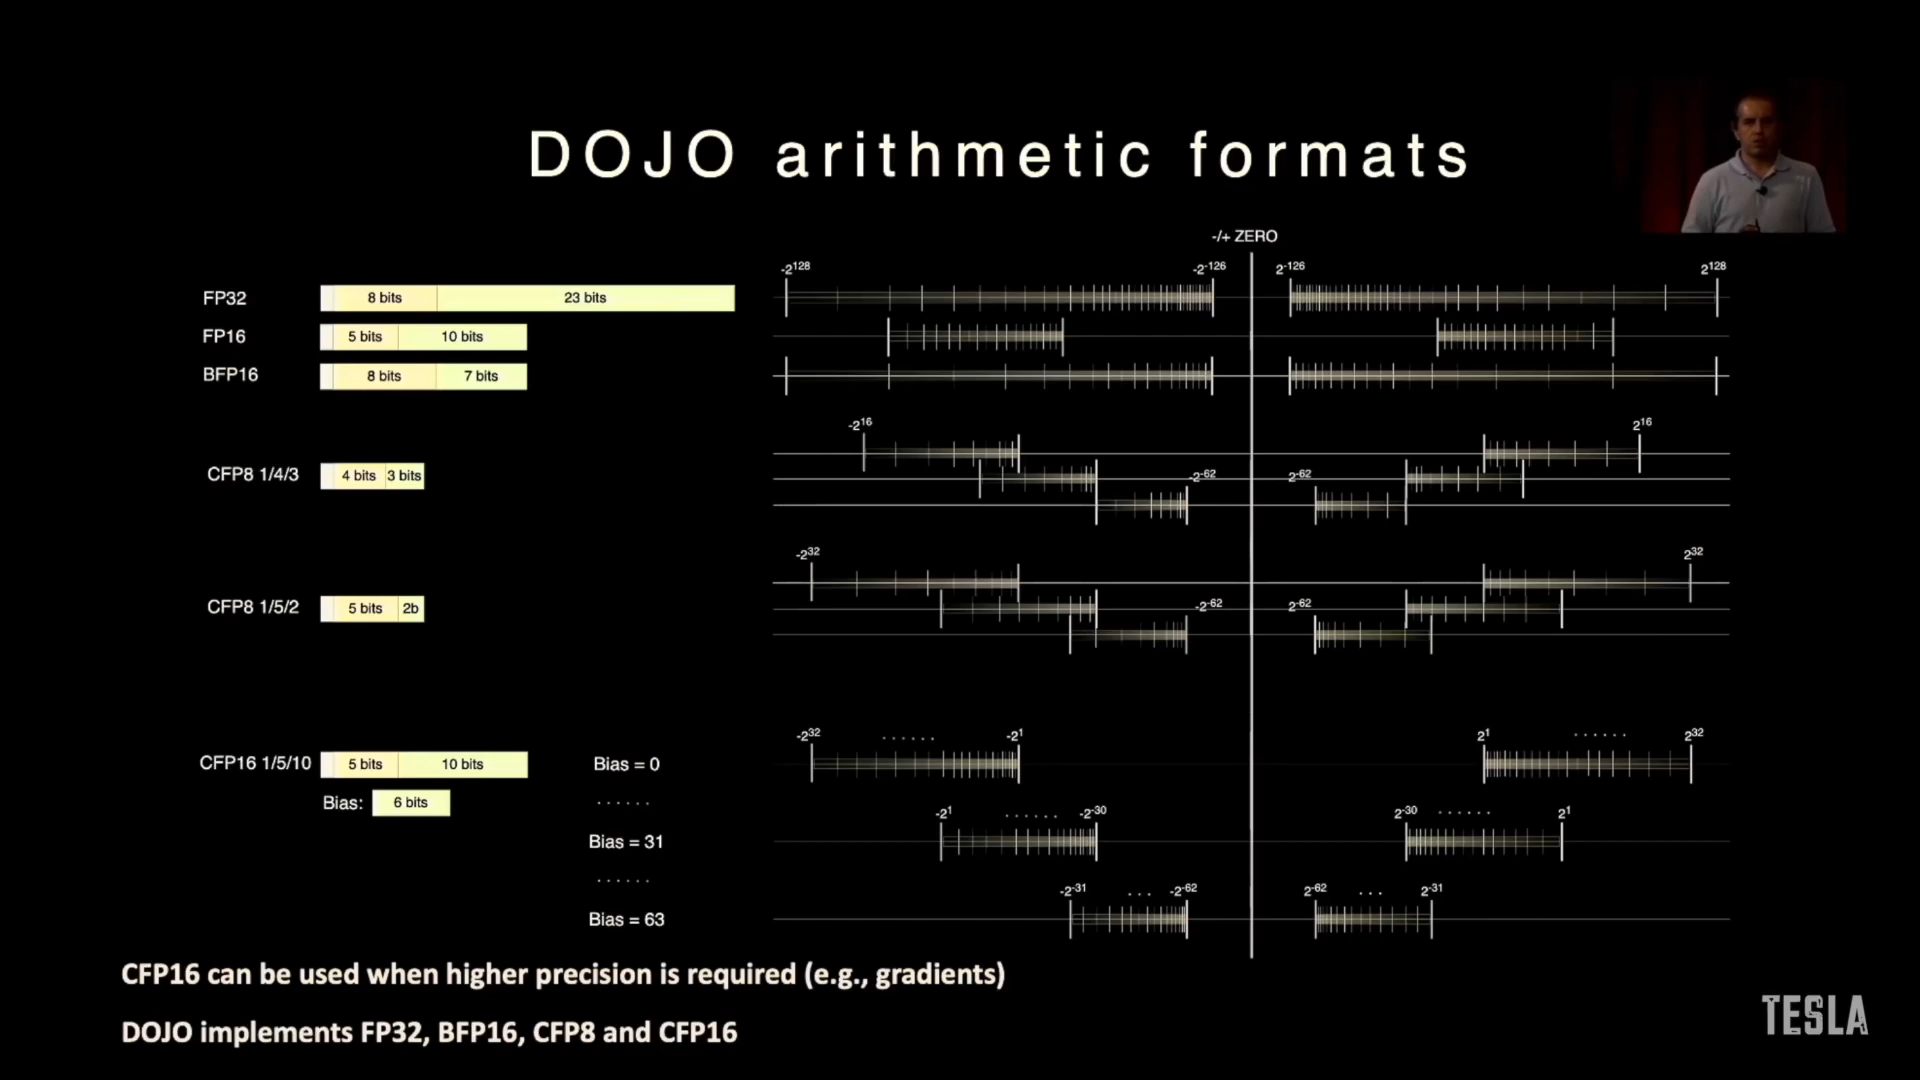 DOJO arithmetic formats
-/+ ZERO
-2¹²⁸ -2⁻¹²⁶ 2⁻¹²⁶ 2¹²⁸
FP32 8 bits 23 bits
FP16 5 bits 10 bits
BFP16 8 bits 7 bits
-2¹⁶ 2¹⁶
CFP8 1/4/3 4 bits 3 bits -2⁻⁶² 2⁻⁶²
-2³² 2³²
CFP8 1/5/2 5 bits 2b -2⁻⁶² 2⁻⁶²
-2³² ...... -2¹ 2¹ ...... 2³²
CFP16 1/5/10 5 bits 10 bits Bias = 0
Bias: 6 bits ......
-2¹ ...... -2⁻³⁰ 2⁻³⁰ ...... 2¹
Bias = 31
......
-2⁻³¹ ... -2⁻⁶² 2⁻⁶² ... 2⁻³¹
Bias = 63
CFP16 can be used when higher precision is required (e.g., gradients)
DOJO implements FP32, BFP16, CFP8 and CFP16
TESLA